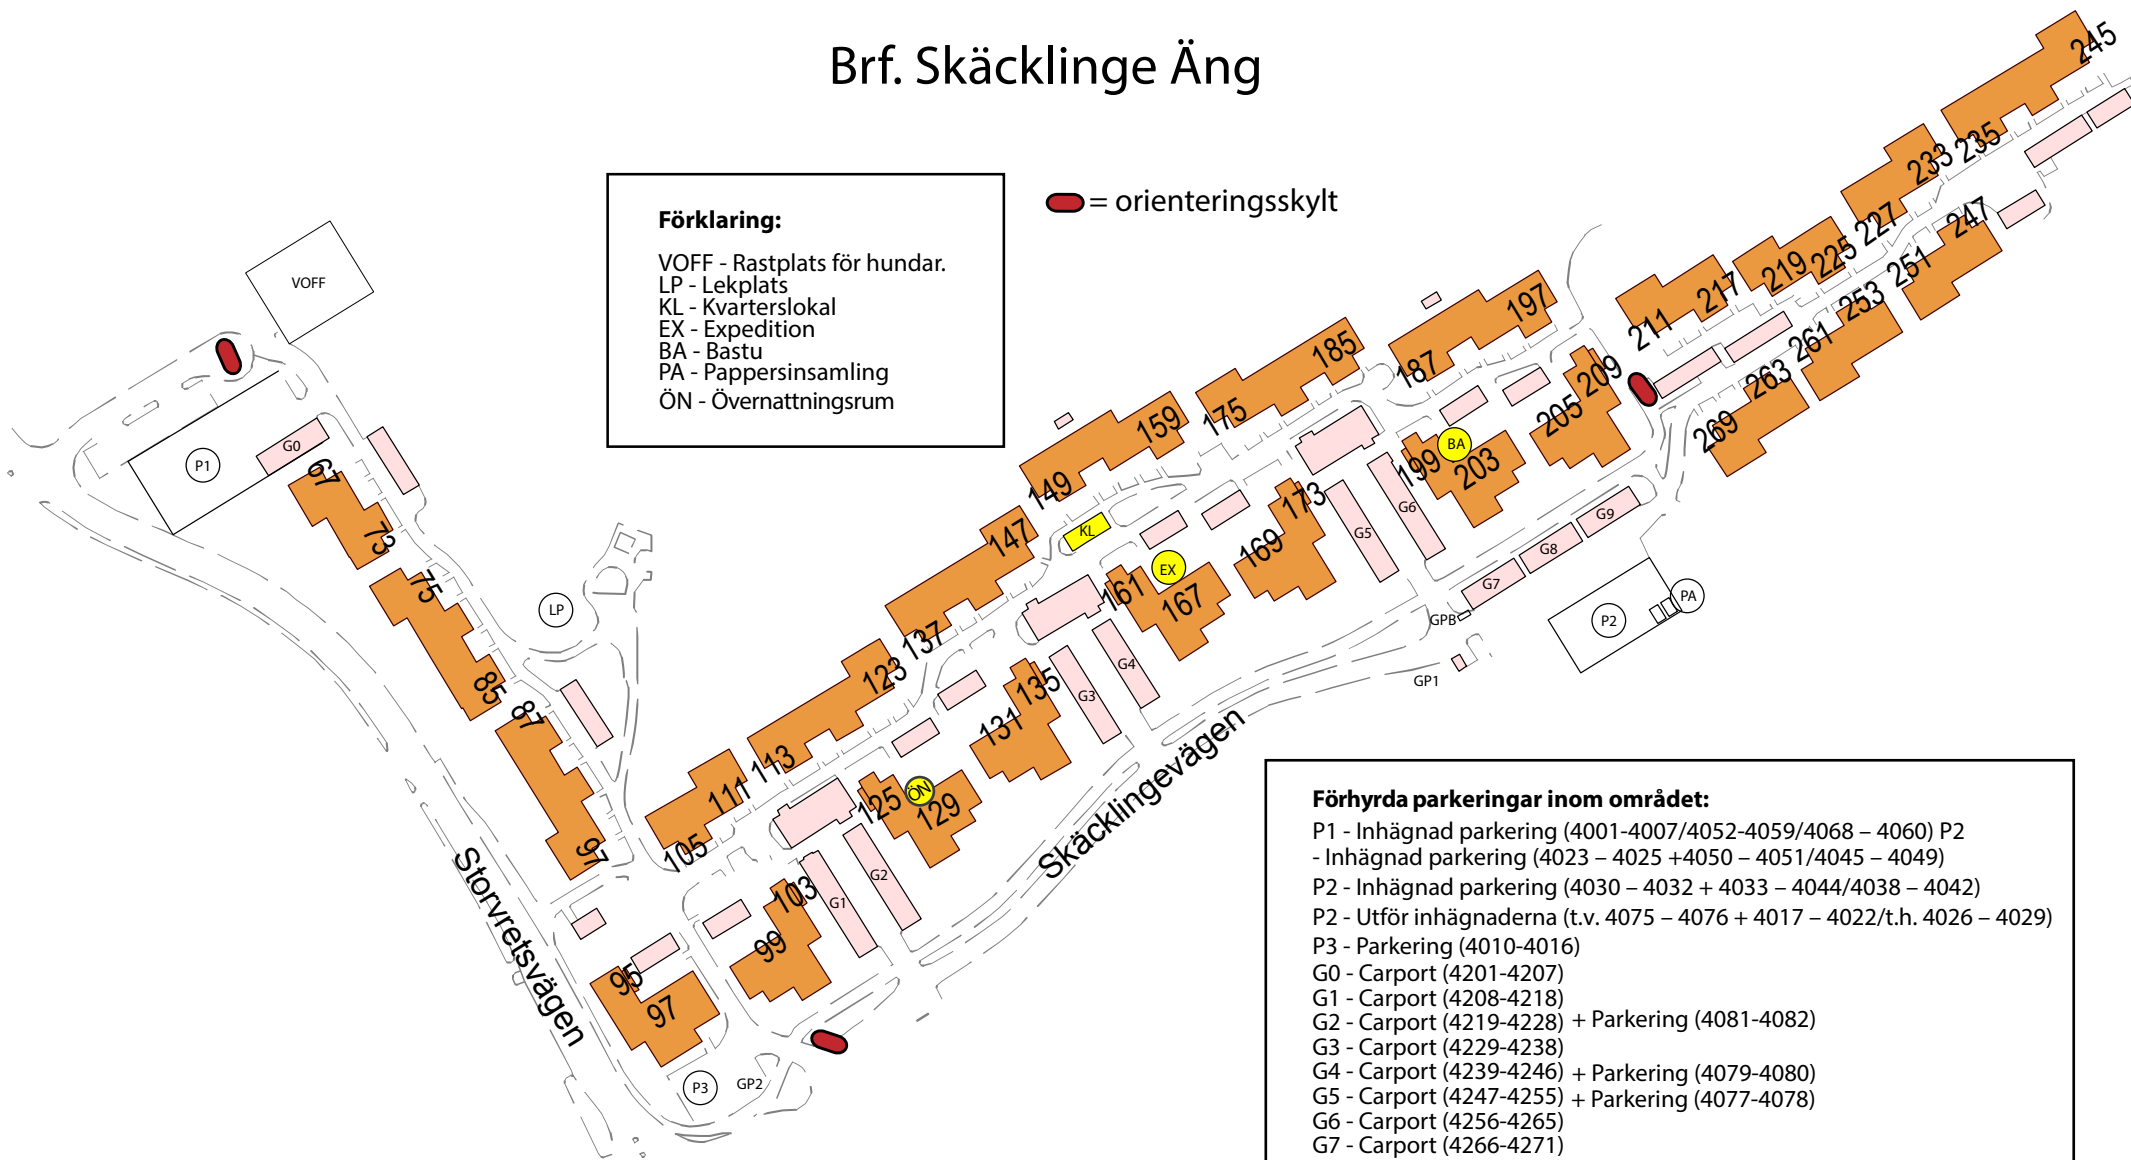 Brf. Skäcklinge Äng
Förklaring:
VOFF - Rastplats för hundar.
LP - Lekplats
KL - Kvarterslokal
EX - Expedition
BA - Bastu
PA - Pappersinsamling
ÖN - Övernattningsrum
= orienteringsskylt
245
235
233
227
247
225
219
251
217
253
211
261
263
269
197
187
185
175
209
205
BA
199
203
159
149
147
137
173
169
KL
EX
161
167
G5
G6
G7
G8
G9
GPB
GP1
P2
PA
VOFF
P1
G0
67
73
75
85
87
97
LP
123
113
111
105
135
131
G3
G4
125
ÖN
129
103
99
G1
G2
95
97
P3
GP2
Storvretsvägen
Skäcklingevägen
Förhyrda parkeringar inom området:
P1 - Inhägnad parkering (4001-4007/4052-4059/4068 – 4060) P2
- Inhägnad parkering (4023 – 4025 +4050 – 4051/4045 – 4049)
P2 - Inhägnad parkering (4030 – 4032 + 4033 – 4044/4038 – 4042)
P2 - Utför inhägnaderna (t.v. 4075 – 4076 + 4017 – 4022/t.h. 4026 – 4029)
P3 - Parkering (4010-4016)
G0 - Carport (4201-4207)
G1 - Carport (4208-4218)
G2 - Carport (4219-4228) + Parkering (4081-4082)
G3 - Carport (4229-4238)
G4 - Carport (4239-4246) + Parkering (4079-4080)
G5 - Carport (4247-4255) + Parkering (4077-4078)
G6 - Carport (4256-4265)
G7 - Carport (4266-4271)